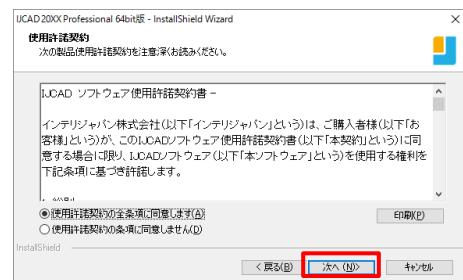 IJCAD 20XX Professional 64bit版 - InstallShield Wizard
使用許諾契約
次の製品使用許諾契約を注意深くお読みください。
IJCAD ソフトウェア使用許諾契約書 －
インテリジャパン株式会社(以下「インテリジャパン」という)は、ご購入者様(以下「お
客様」という)が、このIJCADソフトウェア使用許諾契約書(以下「本契約」という)に同
意する場合に限り、IJCADソフトウェア(以下「本ソフトウェア」という)を使用する権利を
下記条項に基づき許諾します。
使用許諾契約の全条項に同意します(A)
印刷(P)
使用許諾契約の条項に同意しません(D)
InstallShield
< 戻る(B)
次へ (N)>
キャンセル